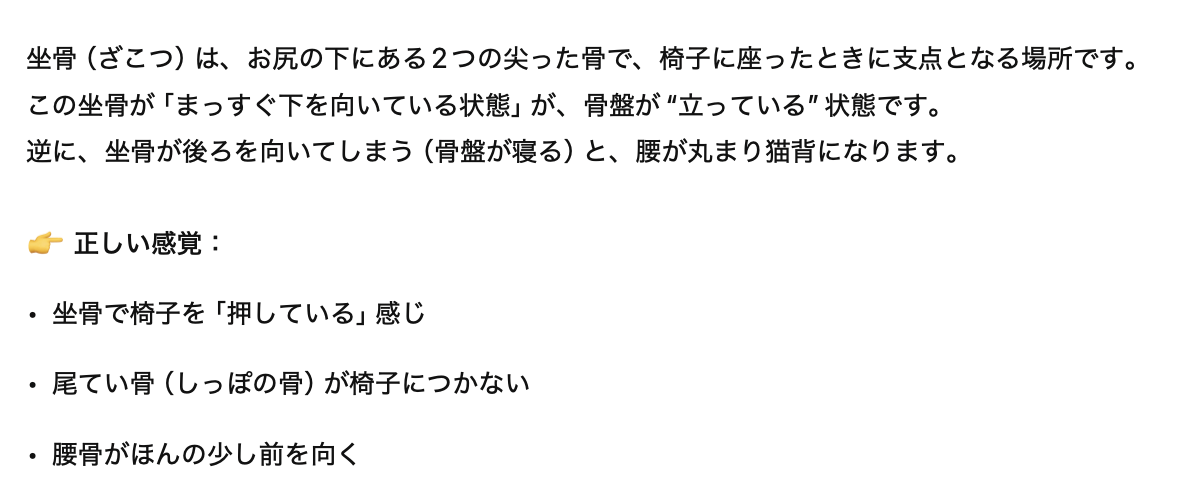 坐骨（ざこつ）は、お尻の下にある2つの尖った骨で、椅子に座ったときに支点となる場所です。
この坐骨が「まっすぐ下を向いている状態」が、骨盤が“立っている”状態です。
逆に、坐骨が後ろを向いてしまう（骨盤が寝る）と、腰が丸まり猫背になります。
👉 正しい感覚：
• 坐骨で椅子を「押している」感じ
• 尾てい骨（しっぽの骨）が椅子につかない
• 腰骨がほんの少し前を向く